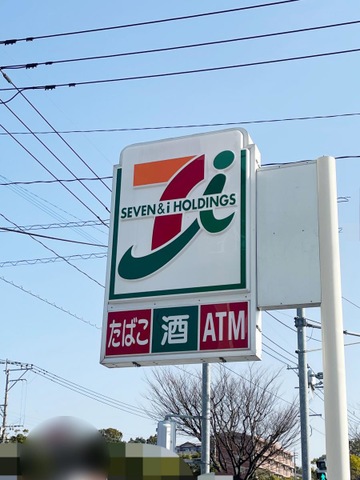 SEVEN & i HOLDINGS
たばこ 酒 ATM